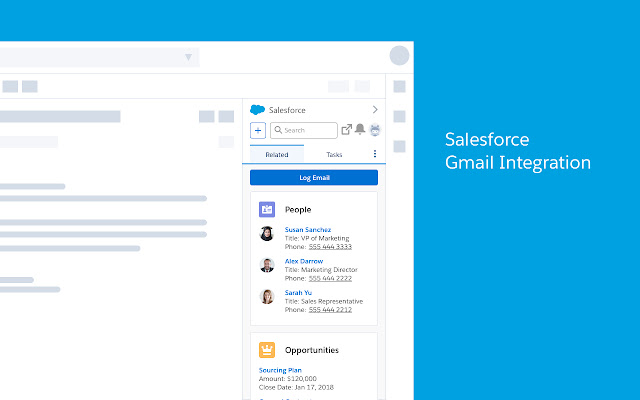 Salesforce
Search
Related Tasks
Log Email
People
Susan Sanchez
Title: VP of Marketing
Phone: 555 444 3333
Alex Darrow
Title: Marketing Director
Phone: 555 444 2222
Sarah Yu
Title: Sales Representative
Phone: 555 444 2212
Opportunities
Sourcing Plan
Amount: $120,000
Close Date: Jan 17, 2018
Salesforce
Gmail Integration